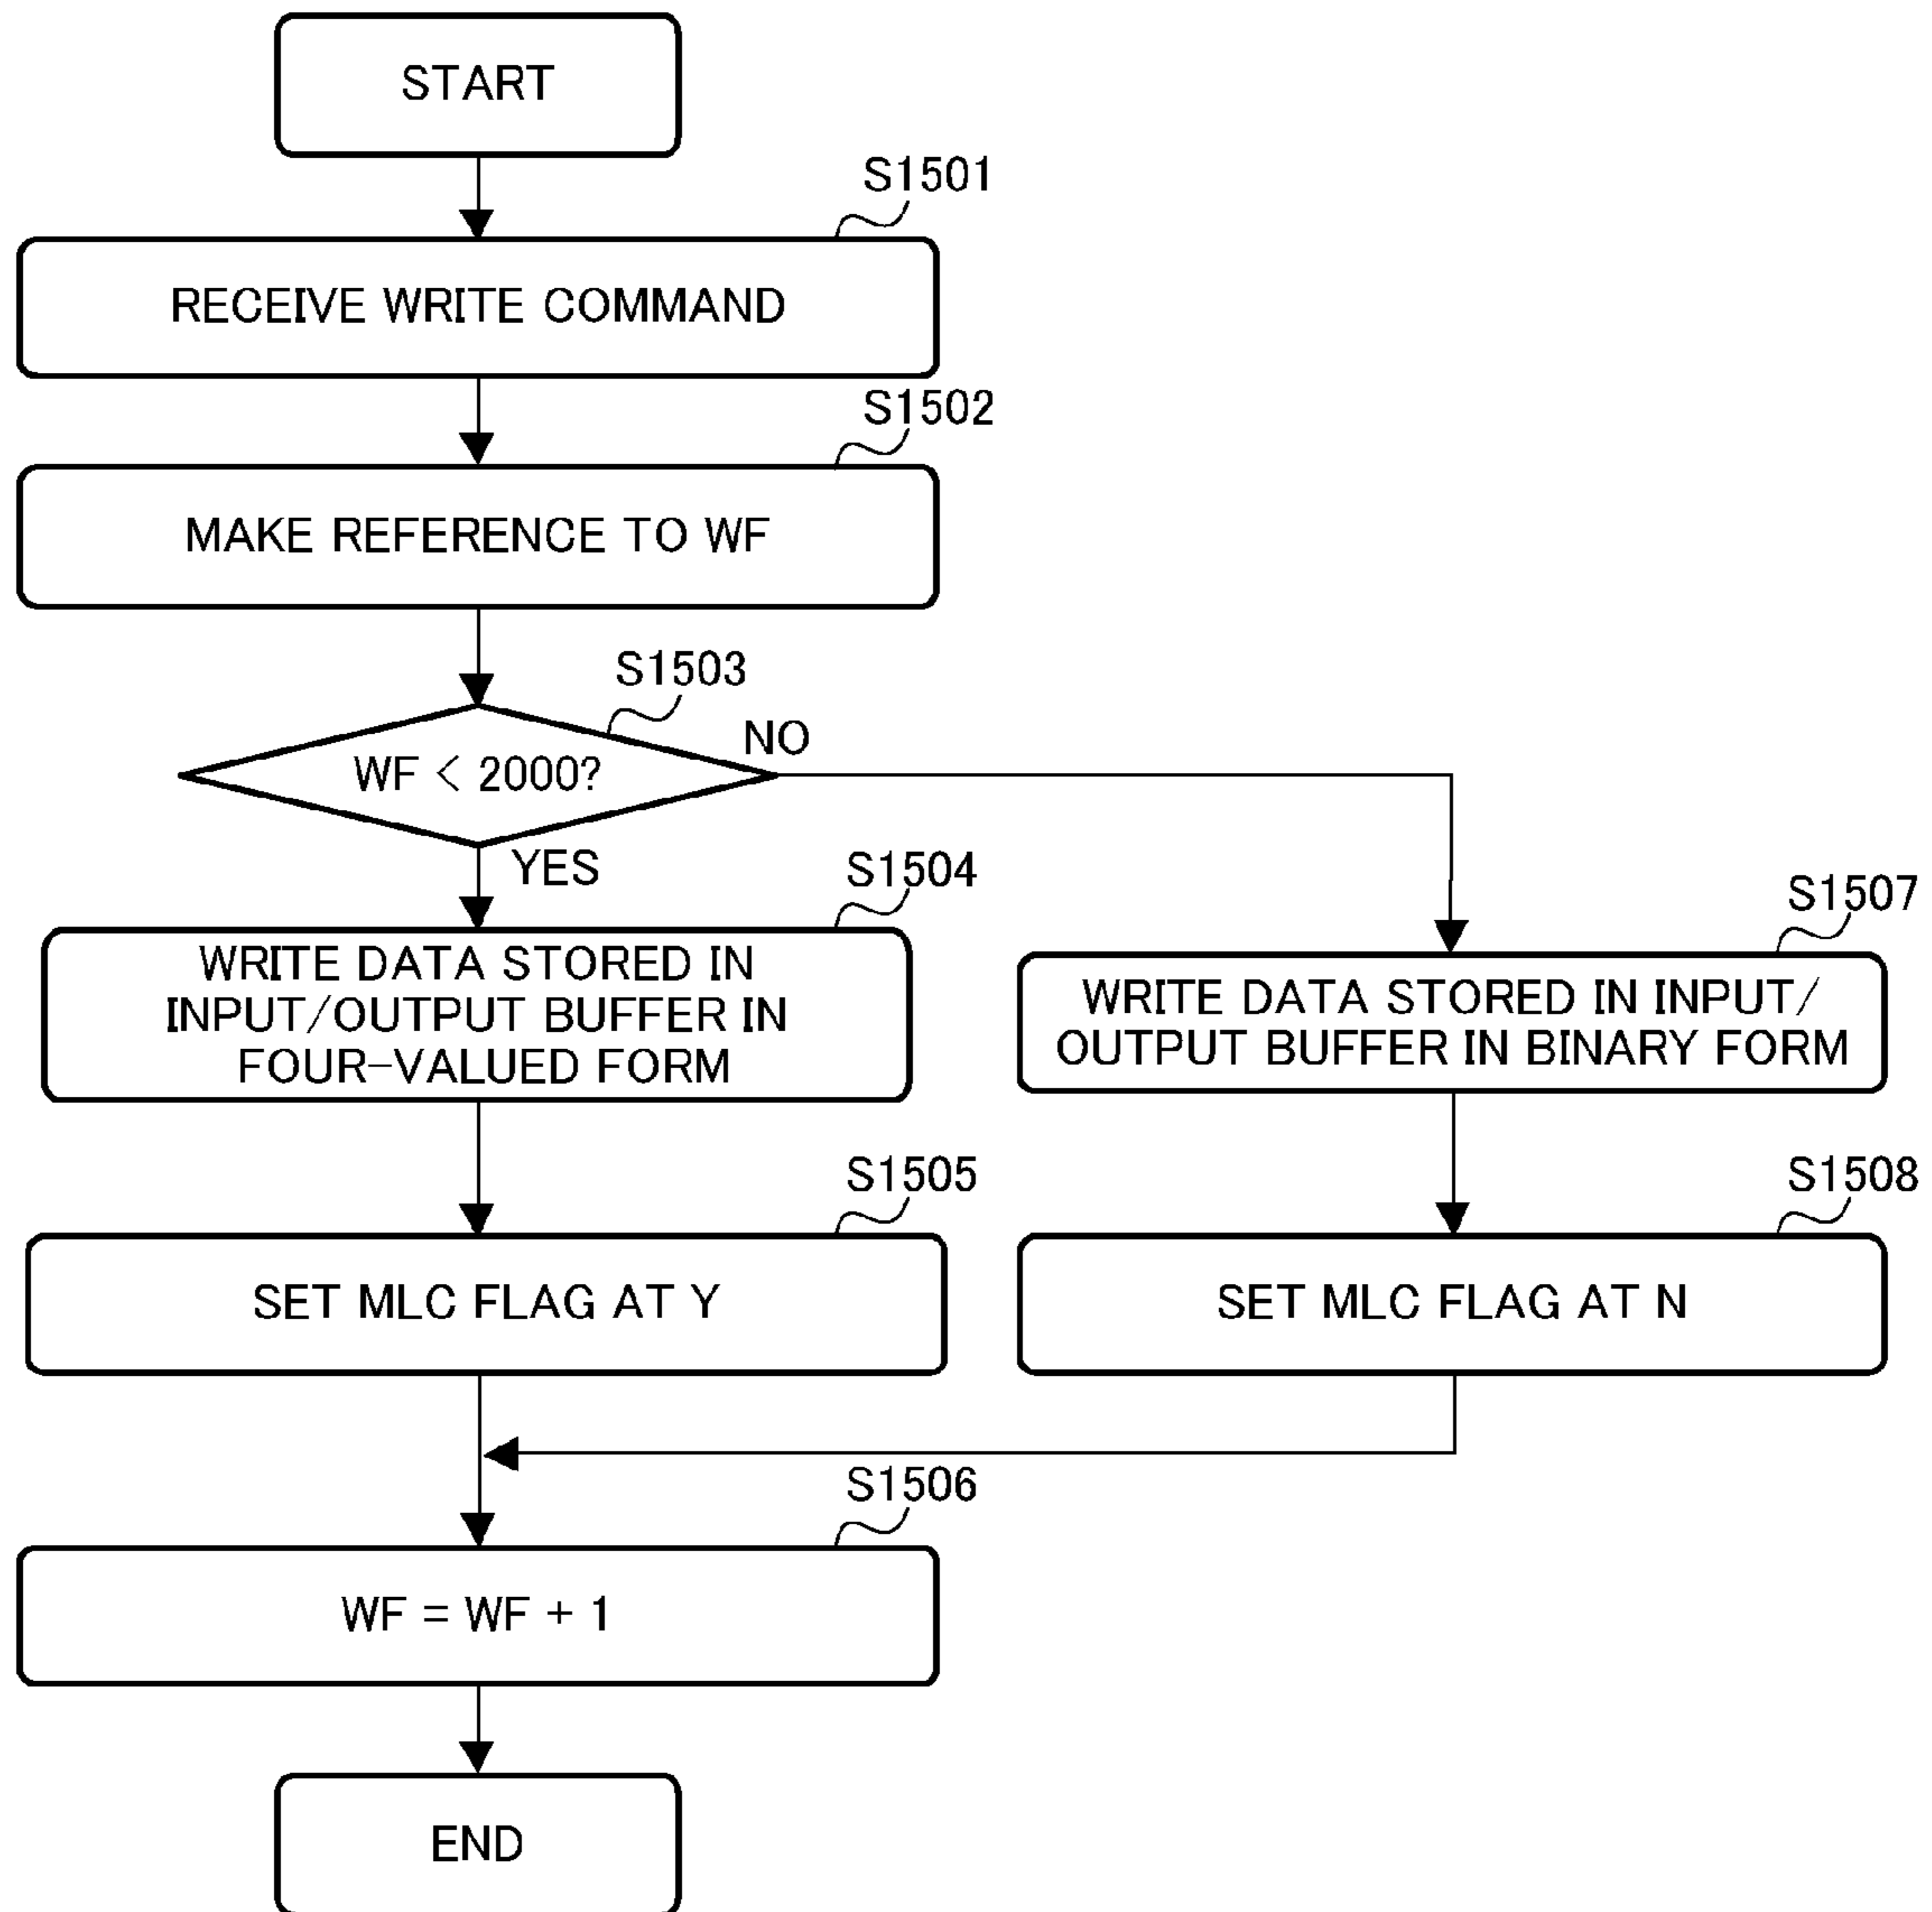 START
S1501
RECEIVE WRITE COMMAND
S1502
MAKE REFERENCE TO WF
S1503
WF < 2000?
NO
YES
S1504
WRITE DATA STORED IN
INPUT/OUTPUT BUFFER IN
FOUR-VALUED FORM
S1507
WRITE DATA STORED IN INPUT/
OUTPUT BUFFER IN BINARY FORM
S1505
SET MLC FLAG AT Y
S1508
SET MLC FLAG AT N
S1506
WF = WF + 1
END